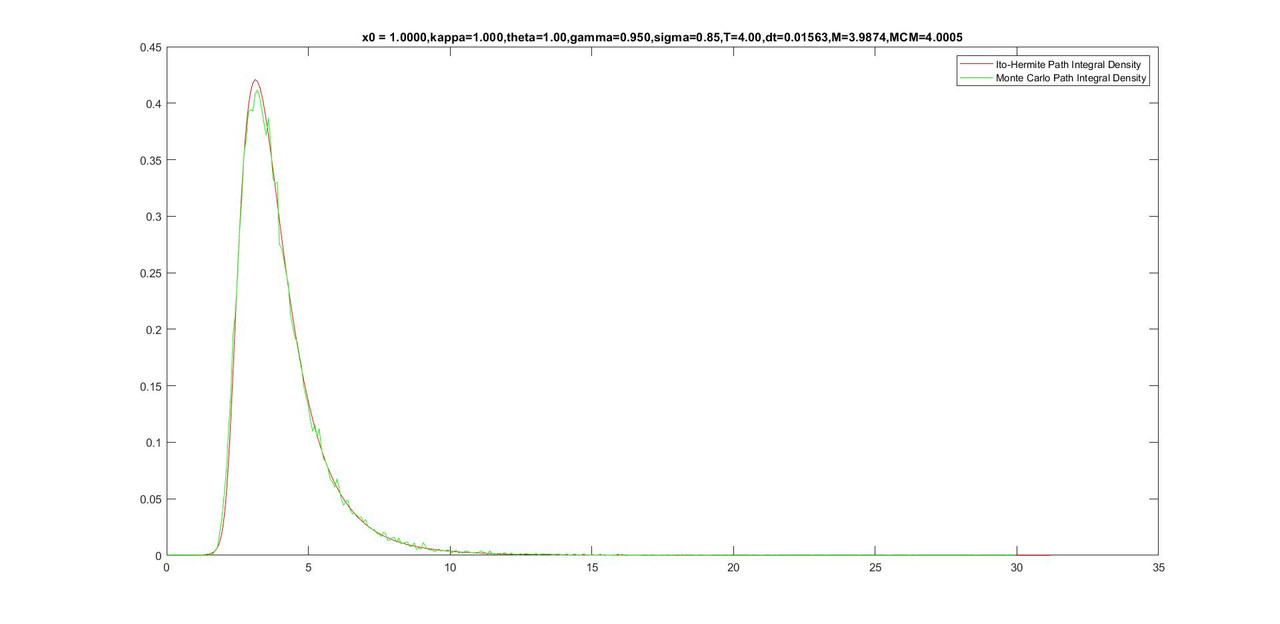 x0 = 1.0000,kappa=1.000,theta=1.00,gamma=0.950,sigma=0.85,T=4.00,dt=0.01563,M=3.9874,MCM=4.0005
Ito-Hermite Path Integral Density
Monte Carlo Path Integral Density
0.45
0.4
0.35
0.3
0.25
0.2
0.15
0.1
0.05
0
0 5 10 15 20 25 30 35